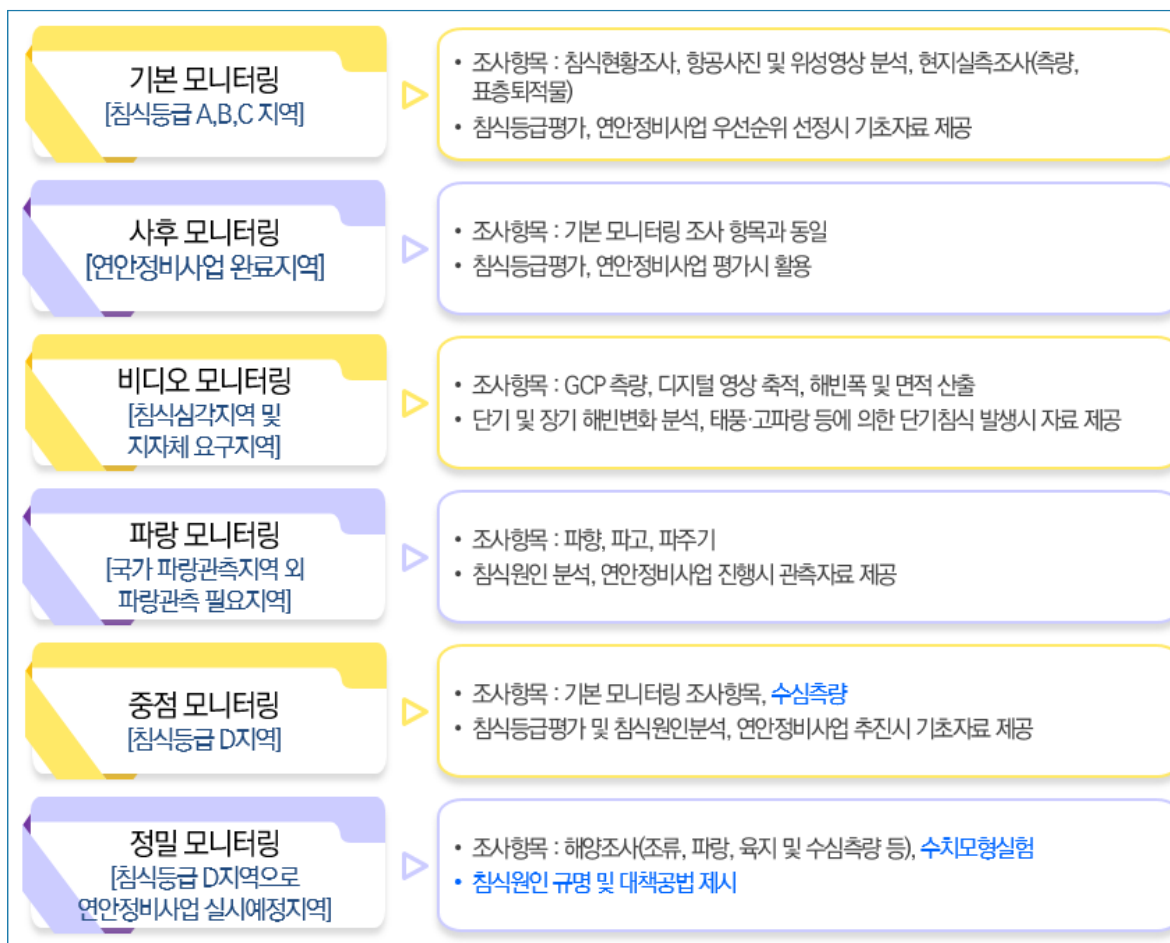 기본 모니터링
[침식등급 A,B,C 지역]
• 조사항목 : 침식현황조사, 항공사진 및 위성영상 분석, 현지실측조사(측량,
표층퇴적물)
• 침식등급평가, 연안정비사업 우선순위 선정시 기초자료 제공
사후 모니터링
[연안정비사업 완료지역]
• 조사항목 : 기본 모니터링 조사 항목과 동일
• 침식등급평가, 연안정비사업 평가시 활용
비디오 모니터링
[침식심각지역 및
지자체 요구지역]
• 조사항목 : GCP 측량, 디지털 영상 축적, 해빈폭 및 면적 산출
• 단기 및 장기 해빈변화 분석, 태풍·고파랑 등에 의한 단기침식 발생시 자료 제공
파랑 모니터링
[국가 파랑관측지역 외
파랑관측 필요지역]
• 조사항목 : 파향, 파고, 파주기
• 침식원인 분석, 연안정비사업 진행시 관측자료 제공
중점 모니터링
[침식등급 D지역]
• 조사항목 : 기본 모니터링 조사항목, 수심측량
• 침식등급평가 및 침식원인분석, 연안정비사업 추진시 기초자료 제공
정밀 모니터링
[침식등급 D지역으로
연안정비사업 실시예정지역]
• 조사항목 : 해양조사(조류, 파랑, 육지 및 수심측량 등), 수치모형실험
• 침식원인 규명 및 대책공법 제시